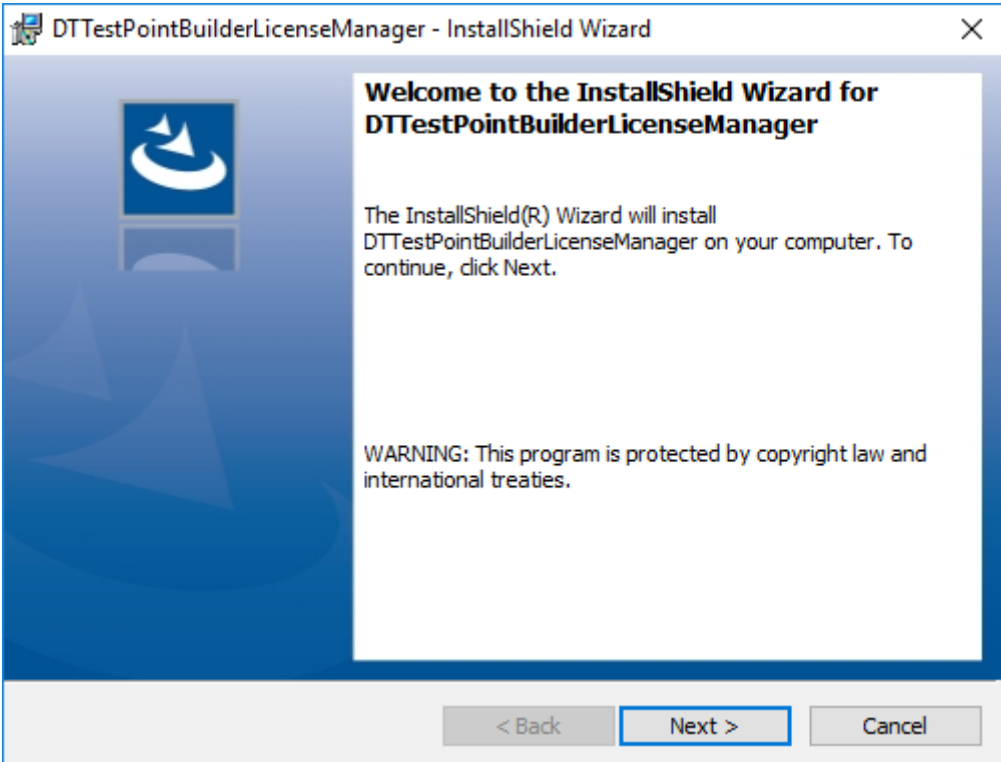 DTTestPointBuilderLicenseManager - InstallShield Wizard
Welcome to the InstallShield Wizard for
DTTestPointBuilderLicenseManager
The InstallShield(R) Wizard will install
DTTestPointBuilderLicenseManager on your computer. To
continue, click Next.
WARNING: This program is protected by copyright law and
international treaties.
< Back
Next >
Cancel